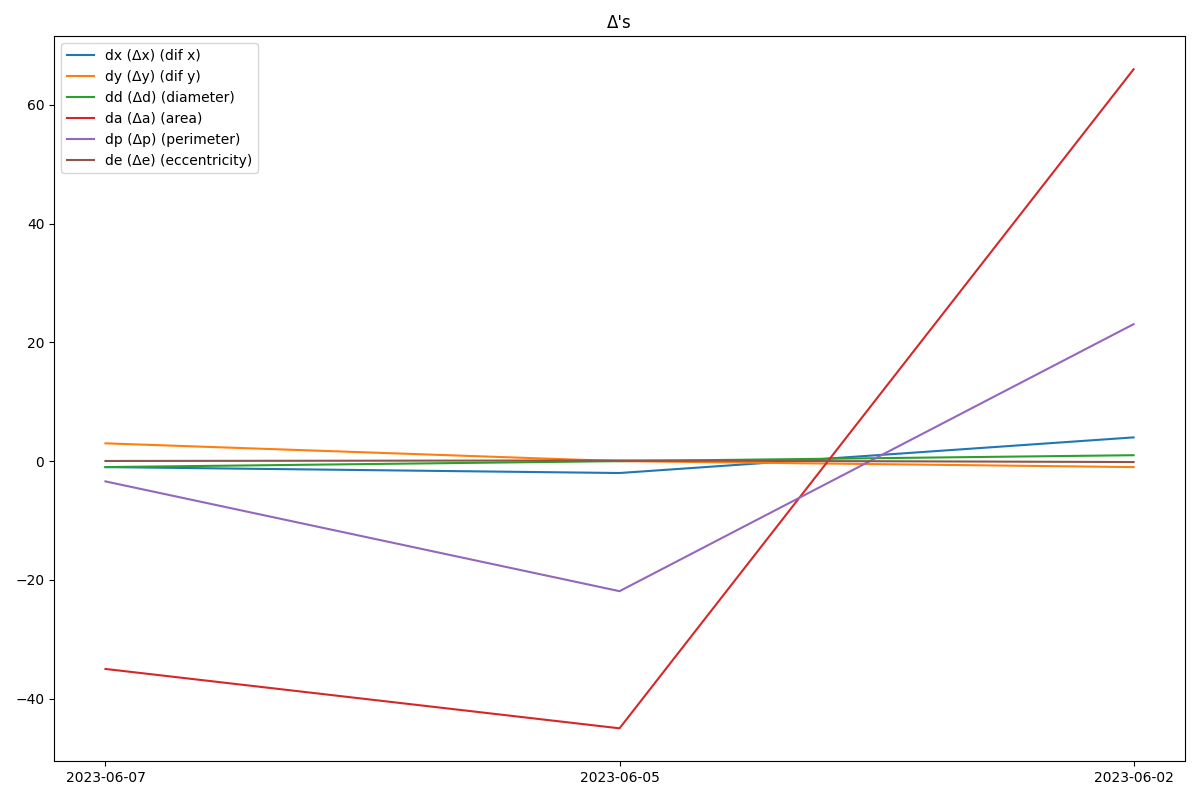 Δ's
dx (Δx) (dif x)
dy (Δy) (dif y)
dd (Δd) (diameter)
da (Δa) (area)
dp (Δp) (perimeter)
de (Δe) (eccentricity)
60
40
20
0
−20
−40
2023-06-07
2023-06-05
2023-06-02